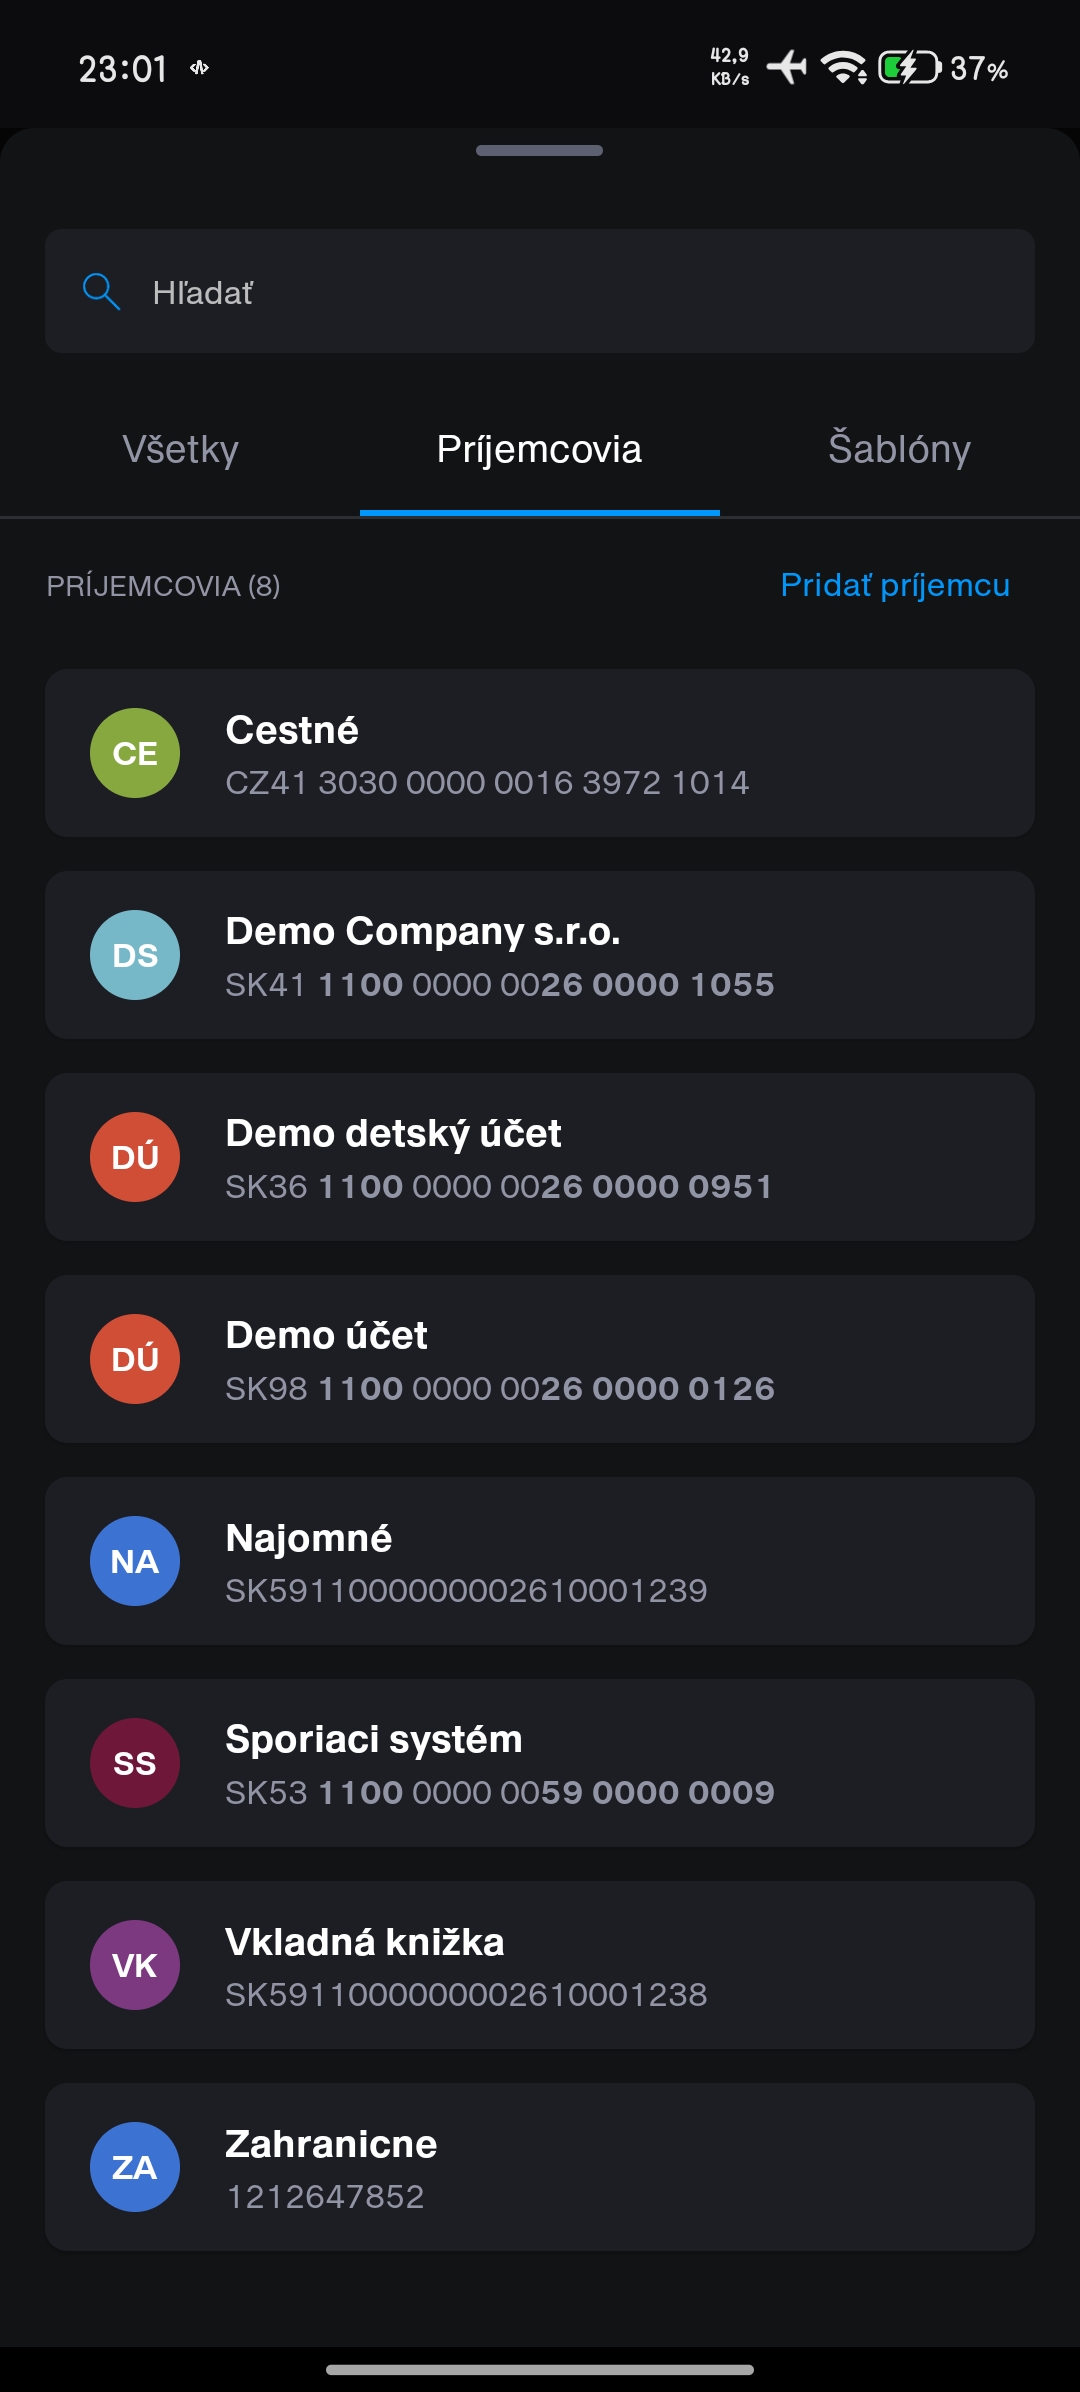 23:01
42,9
KB/s
37%
Hľadať
Všetky
Príjemcovia
Šablóny
PRÍJEMCOVIA (8)
Pridať príjemcu
CE
Cestné
CZ41 3030 0000 0016 3972 1014
DS
Demo Company s.r.o.
SK41 1100 0000 0026 0000 1055
DÚ
Demo detský účet
SK36 1100 0000 0026 0000 0951
DÚ
Demo účet
SK98 1100 0000 0026 0000 0126
NA
Najomné
SK5911000000002610001239
SS
Sporiaci systém
SK53 1100 0000 0059 0000 0009
VK
Vkladná knižka
SK5911000000002610001238
ZA
Zahranicne
1212647852